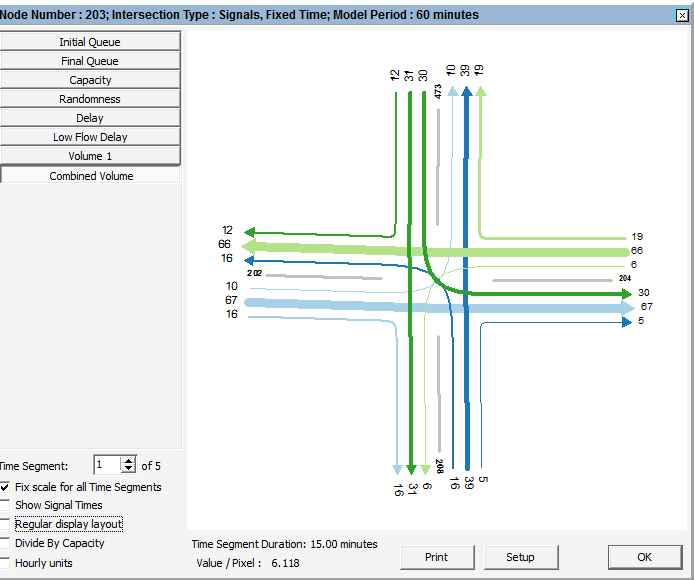 Node Number : 203; Intersection Type : Signals, Fixed Time; Model Period : 60 minutes
Initial Queue
Final Queue
Capacity
Randomness
Delay
Low Flow Delay
Volume 1
Combined Volume
12 31 30 473 10 39 19
12
66
16
202
10
67
16
19
66
6
204
30
67
5
16 31 6 208 16 39 5
Time Segment: 1 of 5
Fix scale for all Time Segments
Show Signal Times
Regular display layout
Divide By Capacity
Hourly units
Time Segment Duration: 15.00 minutes
Value / Pixel : 6.118
Print
Setup
OK